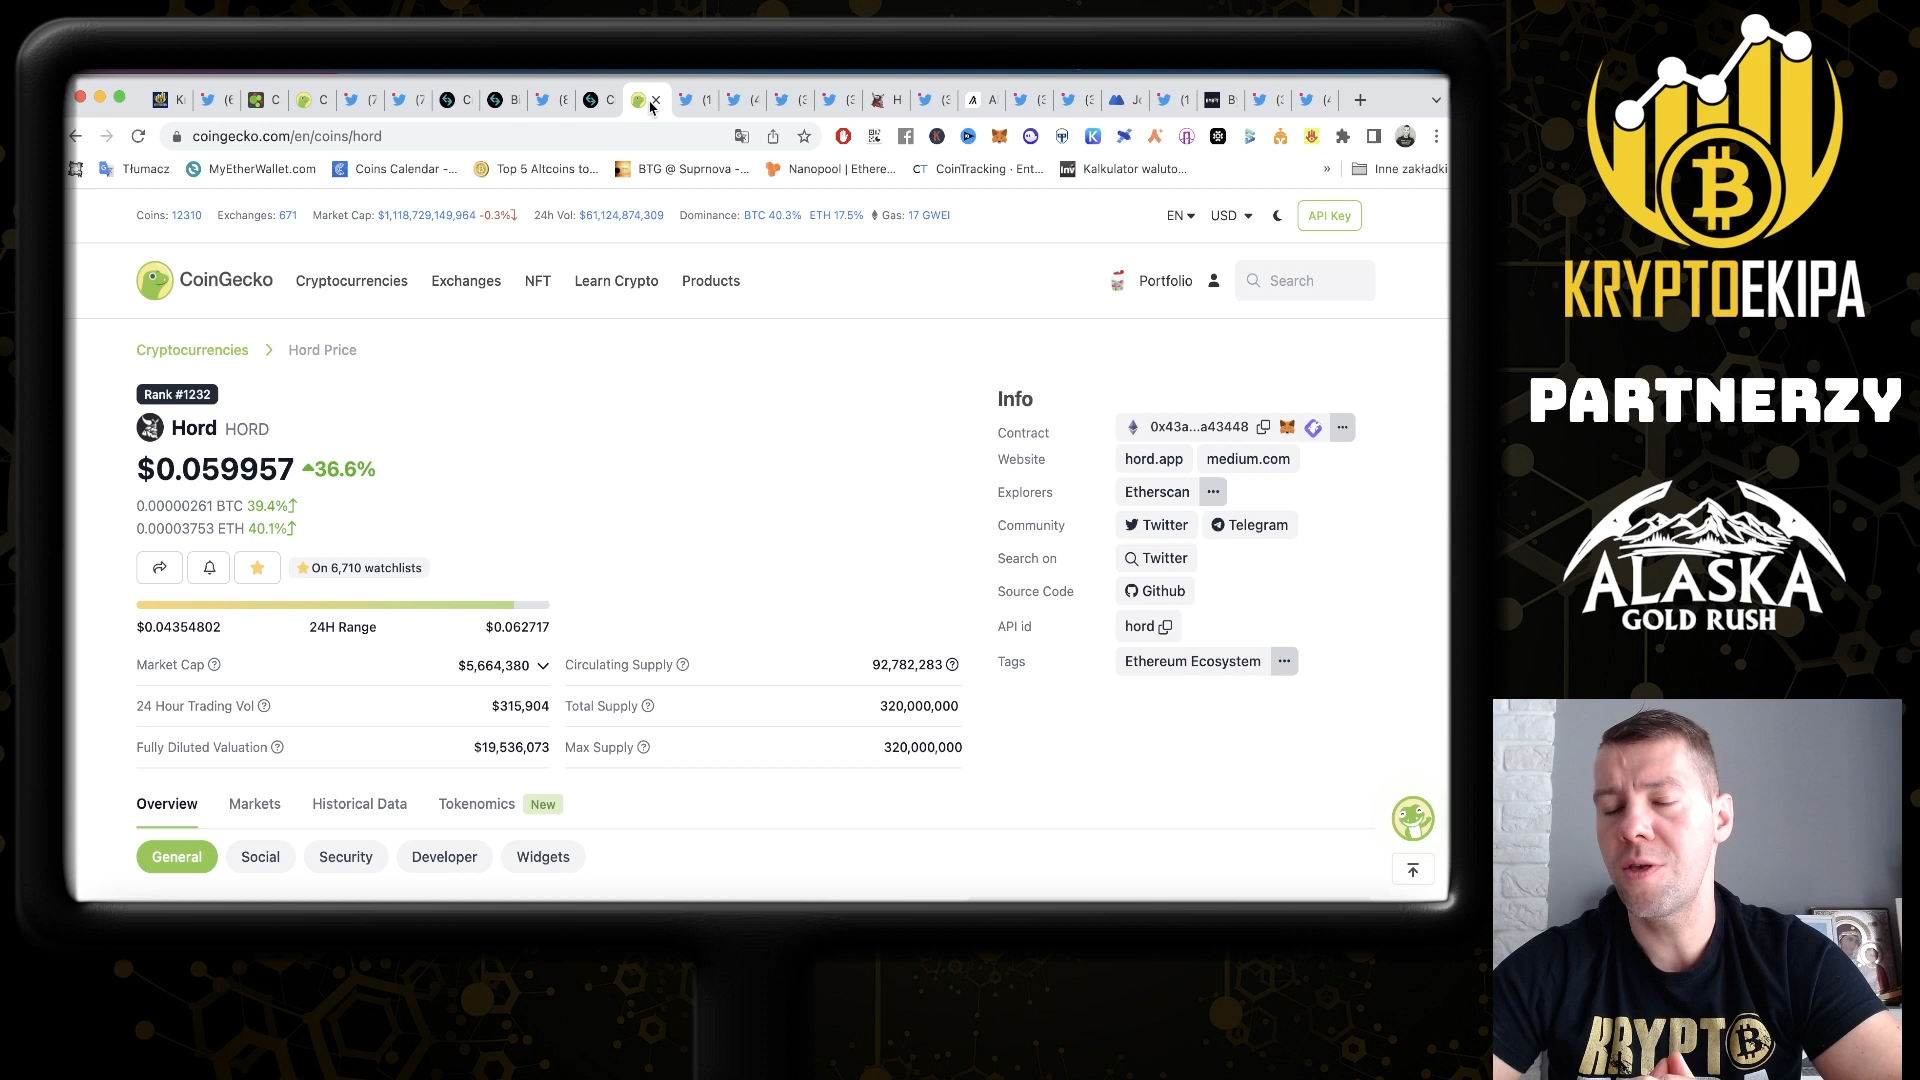 coingecko.com/en/coins/hord
Tłumacz MyEtherWallet.com Coins Calendar -... Top 5 Altcoins to... BTG @ Suprnova -... Nanopool | Ethere... CoinTracking · Ent... Kalkulator waluto... » Inne zakładki
Coins: 12310 Exchanges: 671 Market Cap: $1,118,729,149,964 -0.3% 24h Vol: $61,124,874,309 Dominance: BTC 40.3% ETH 17.5% Gas: 17 GWEI
EN USD API Key
CoinGecko Cryptocurrencies Exchanges NFT Learn Crypto Products Portfolio Search
Cryptocurrencies > Hord Price
Rank #1232
Hord HORD
$0.059957 36.6%
0.00000261 BTC 39.4%
0.00003753 ETH 40.1%
On 6,710 watchlists
$0.04354802 24H Range $0.062717
Market Cap $5,664,380 Circulating Supply 92,782,283
24 Hour Trading Vol $315,904 Total Supply 320,000,000
Fully Diluted Valuation $19,536,073 Max Supply 320,000,000
Info
Contract 0x43a...a43448
Website hord.app medium.com
Explorers Etherscan
Community Twitter Telegram
Search on Twitter
Source Code Github
API id hord
Tags Ethereum Ecosystem
Overview Markets Historical Data Tokenomics New
General Social Security Developer Widgets
KRYPTOEKIPA
PARTNERZY
ALASKA
GOLD RUSH
KRYPT